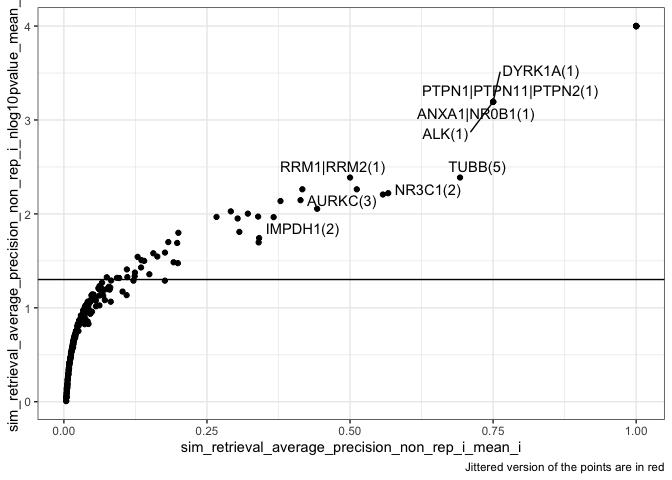 sim_retrieval_average_precision_non_rep_i_nlog10pvalue_mean_
4
3
2
1
0
DYRK1A(1)
PTPN1|PTPN11|PTPN2(1)
ANXA1|NR0B1(1)
ALK(1)
RRM1|RRM2(1)
TUBB(5)
NR3C1(2)
AURKC(3)
IMPDH1(2)
0.00
0.25
0.50
0.75
1.00
sim_retrieval_average_precision_non_rep_i_mean_i
Jittered version of the points are in red